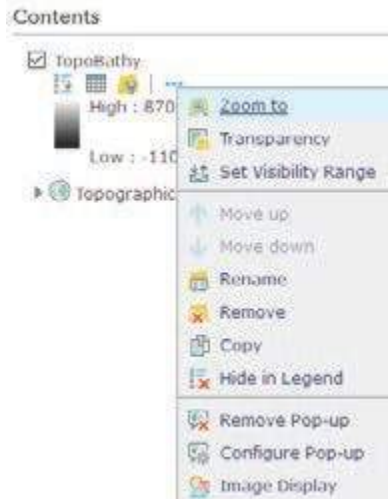 Contents
TopoBathy
High : 870
Low : -110
Topographic
Zoom to
Transparency
Set Visibility Range
Move up
Move down
Rename
Remove
Copy
Hide in Legend
Remove Pop-up
Configure Pop-up
Image Display